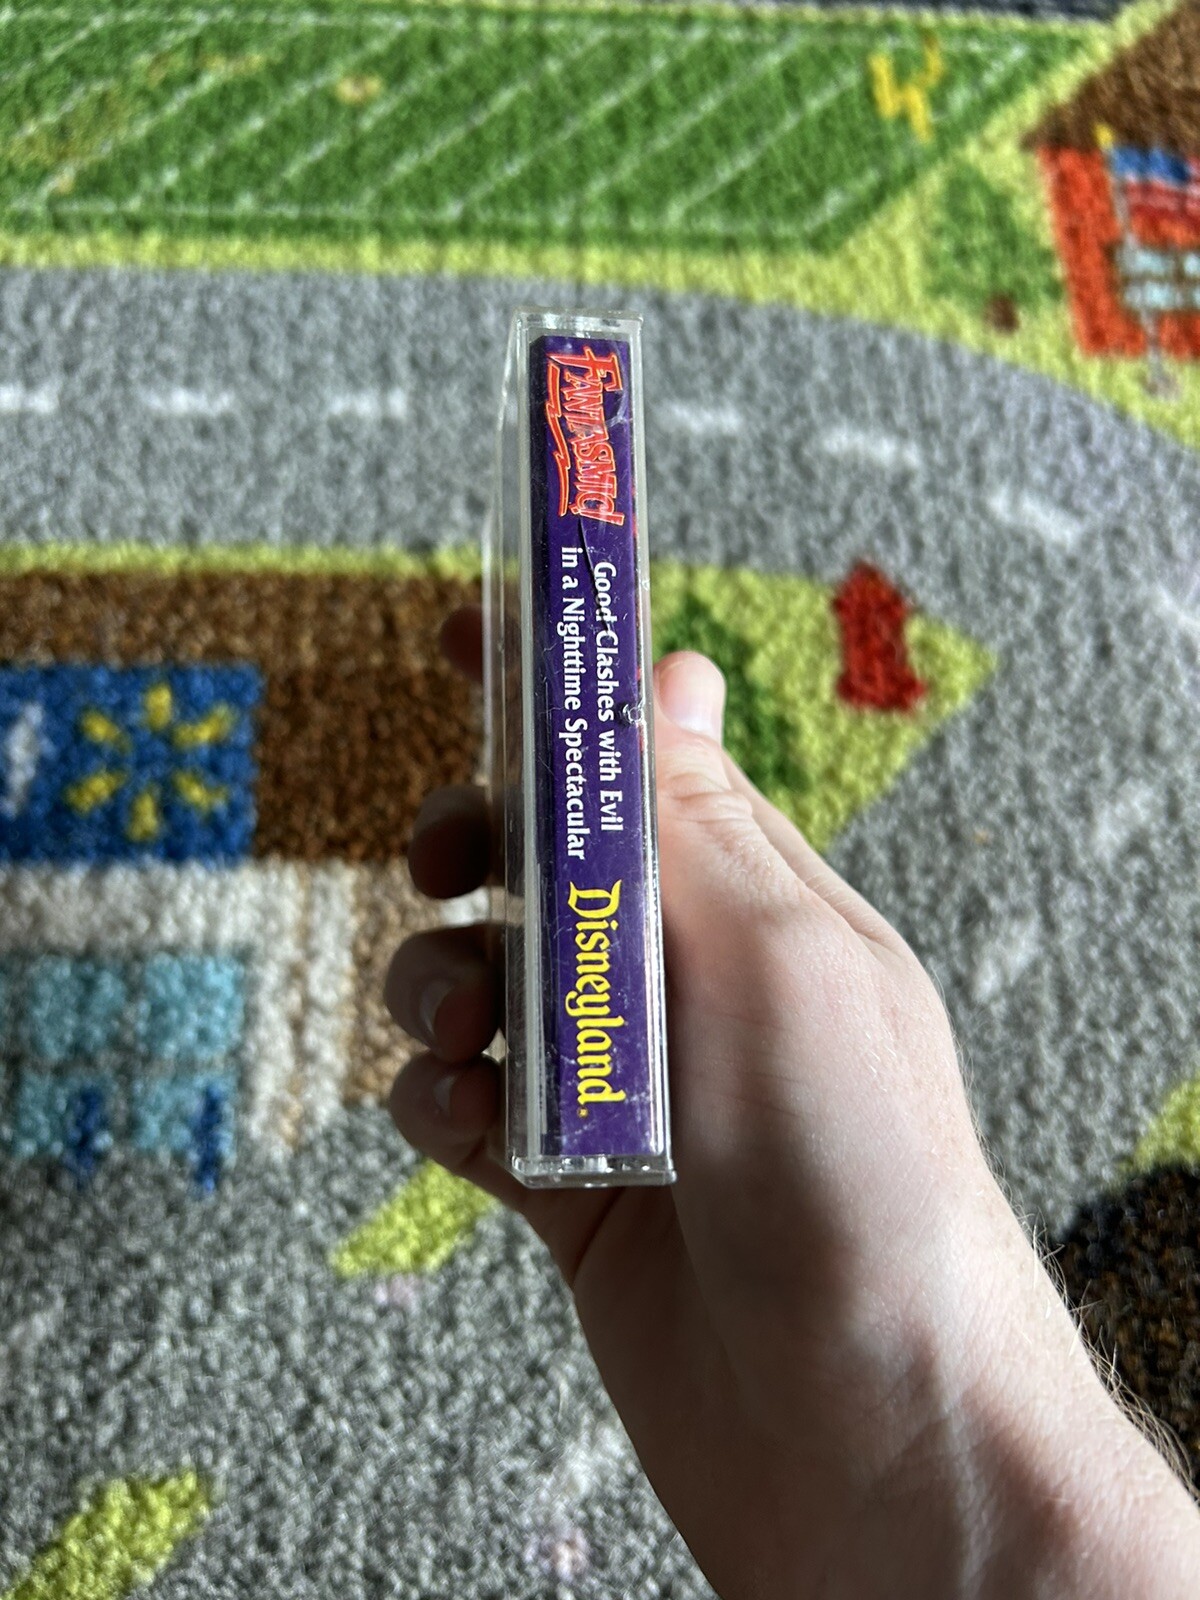 FANTASMIC!
Good Clashes with Evil
in a Nighttime Spectacular
Disneyland.